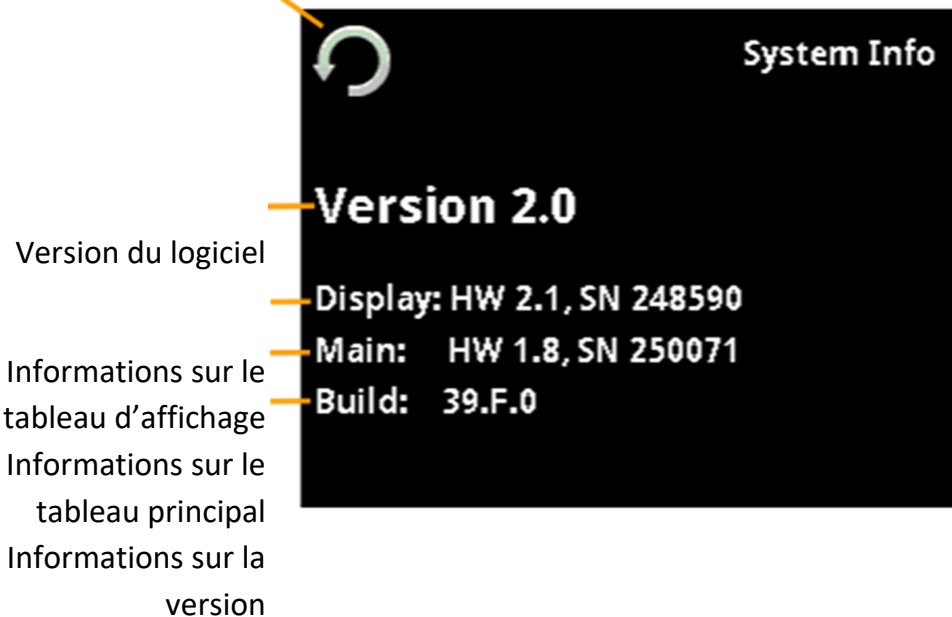 System Info
Version 2.0
Version du logiciel
Display: HW 2.1, SN 248590
Main: HW 1.8, SN 250071
Informations sur le
tableau d’affichage
Build: 39.F.0
Informations sur le
tableau principal
Informations sur la
version